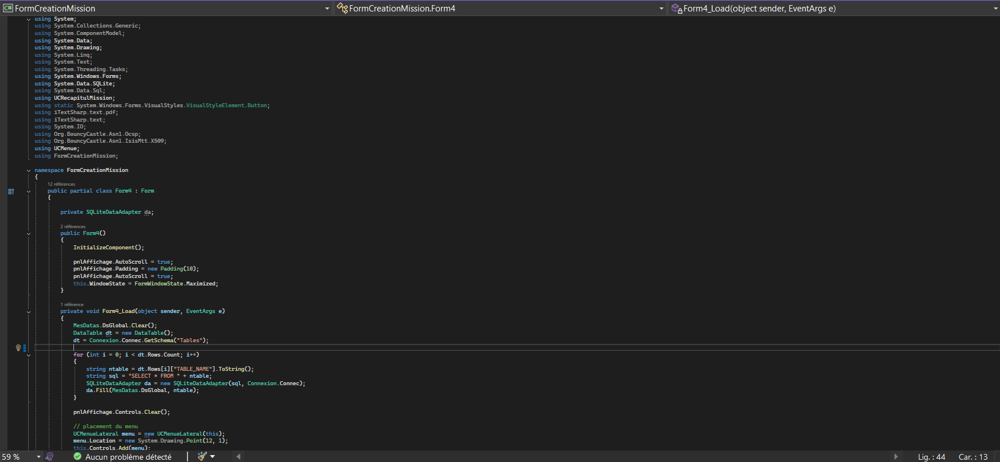 C# FormCreationMission FormCreationMission.Form4 Form4_Load(object sender, EventArgs e)
using System;
using System.Collections.Generic;
using System.ComponentModel;
using System.Data;
using System.Drawing;
using System.Linq;
using System.Text;
using System.Threading.Tasks;
using System.Windows.Forms;
using System.Data.SQLite;
using System.Data.Sql;
using UCRecapitulMission;
using static System.Windows.Forms.VisualStyles.VisualStyleElement.Button;
using iTextSharp.text.pdf;
using iTextSharp.text;
using System.IO;
using Org.BouncyCastle.Asn1.Ocsp;
using Org.BouncyCastle.Asn1.IsisMtt.X509;
using UCMenue;
using FormCreationMission;
namespace FormCreationMission
{
12 références
public partial class Form4 : Form
{
private SQLiteDataAdapter da;
2 références
public Form4()
{
InitializeComponent();
pnlAffichage.AutoScroll = true;
pnlAffichage.Padding = new Padding(10);
pnlAffichage.AutoScroll = true;
this.WindowState = FormWindowState.Maximized;
}
1 référence
private void Form4_Load(object sender, EventArgs e)
{
MesDatas.DsGlobal.Clear();
DataTable dt = new DataTable();
dt = Connexion.Connec.GetSchema("Tables");
for (int i = 0; i < dt.Rows.Count; i++)
{
string ntable = dt.Rows[i]["TABLE_NAME"].ToString();
string sql = "SELECT * FROM " + ntable;
SQLiteDataAdapter da = new SQLiteDataAdapter(sql, Connexion.Connec);
da.Fill(MesDatas.DsGlobal, ntable);
}
pnlAffichage.Controls.Clear();
// placement du menu
UCMenueLateral menu = new UCMenueLateral(this);
menu.Location = new System.Drawing.Point(12, 1);
this.Controls.Add(menu);
59 % Aucun problème détecté Lig. : 44 Car. : 13